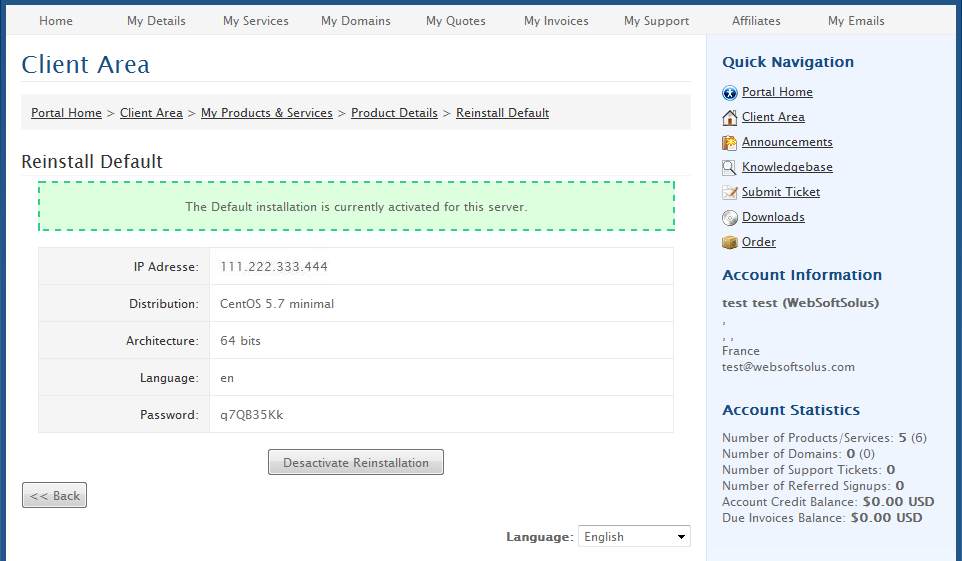 Home My Details My Services My Domains My Quotes My Invoices My Support Affiliates My Emails
Client Area
Portal Home > Client Area > My Products & Services > Product Details > Reinstall Default
Reinstall Default
The Default installation is currently activated for this server.
IP Adresse: 111.222.333.444
Distribution: CentOS 5.7 minimal
Architecture: 64 bits
Language: en
Password: q7QB35Kk
Desactivate Reinstallation
<< Back
Language: English
Quick Navigation
Portal Home
Client Area
Announcements
Knowledgebase
Submit Ticket
Downloads
Order
Account Information
test test (WebSoftSolus)
,
, ,
France
test@websoftsolus.com
Account Statistics
Number of Products/Services: 5 (6)
Number of Domains: 0 (0)
Number of Support Tickets: 0
Number of Referred Signups: 0
Account Credit Balance: $0.00 USD
Due Invoices Balance: $0.00 USD